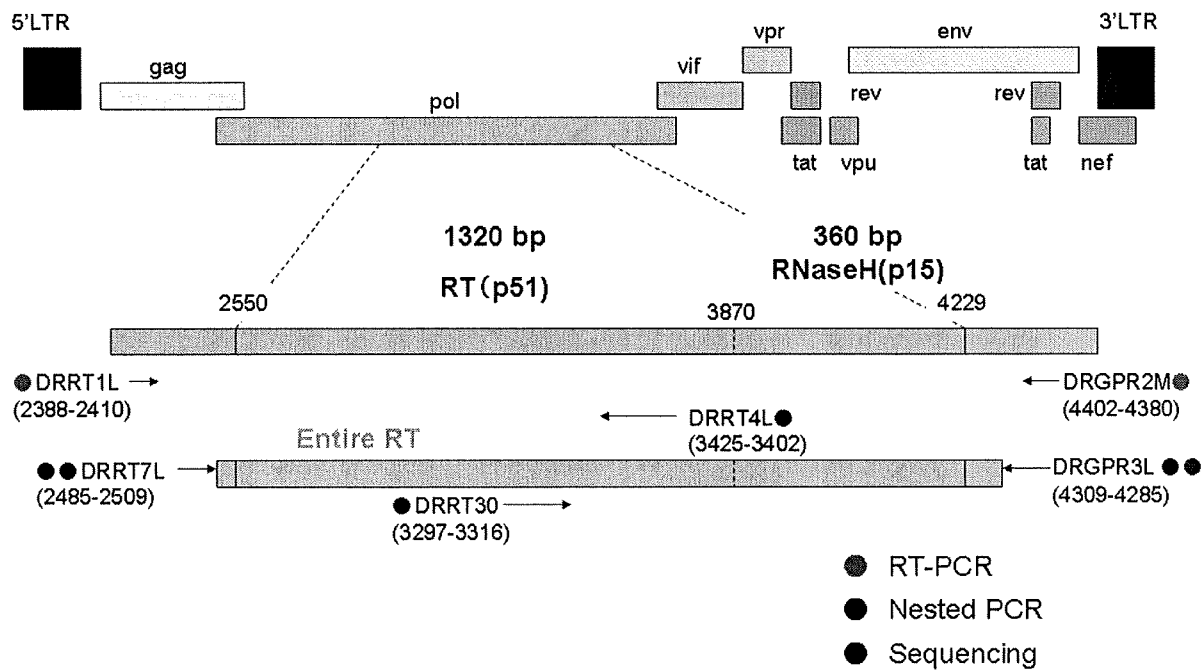 5'LTR
3'LTR
vpr
env
gag
vif
pol
rev
rev
tat
vpu
tat
nef
1320 bp
360 bp
RT(p51)
RNaseH(p15)
2550
3870
4229
DRRT1L
(2388-2410)
DRGPR2M
(4402-4380)
DRRT4L
(3425-3402)
Entire RT
DRRT7L
(2485-2509)
DRGPR3L
(4309-4285)
DRRT30
(3297-3316)
RT-PCR
Nested PCR
Sequencing